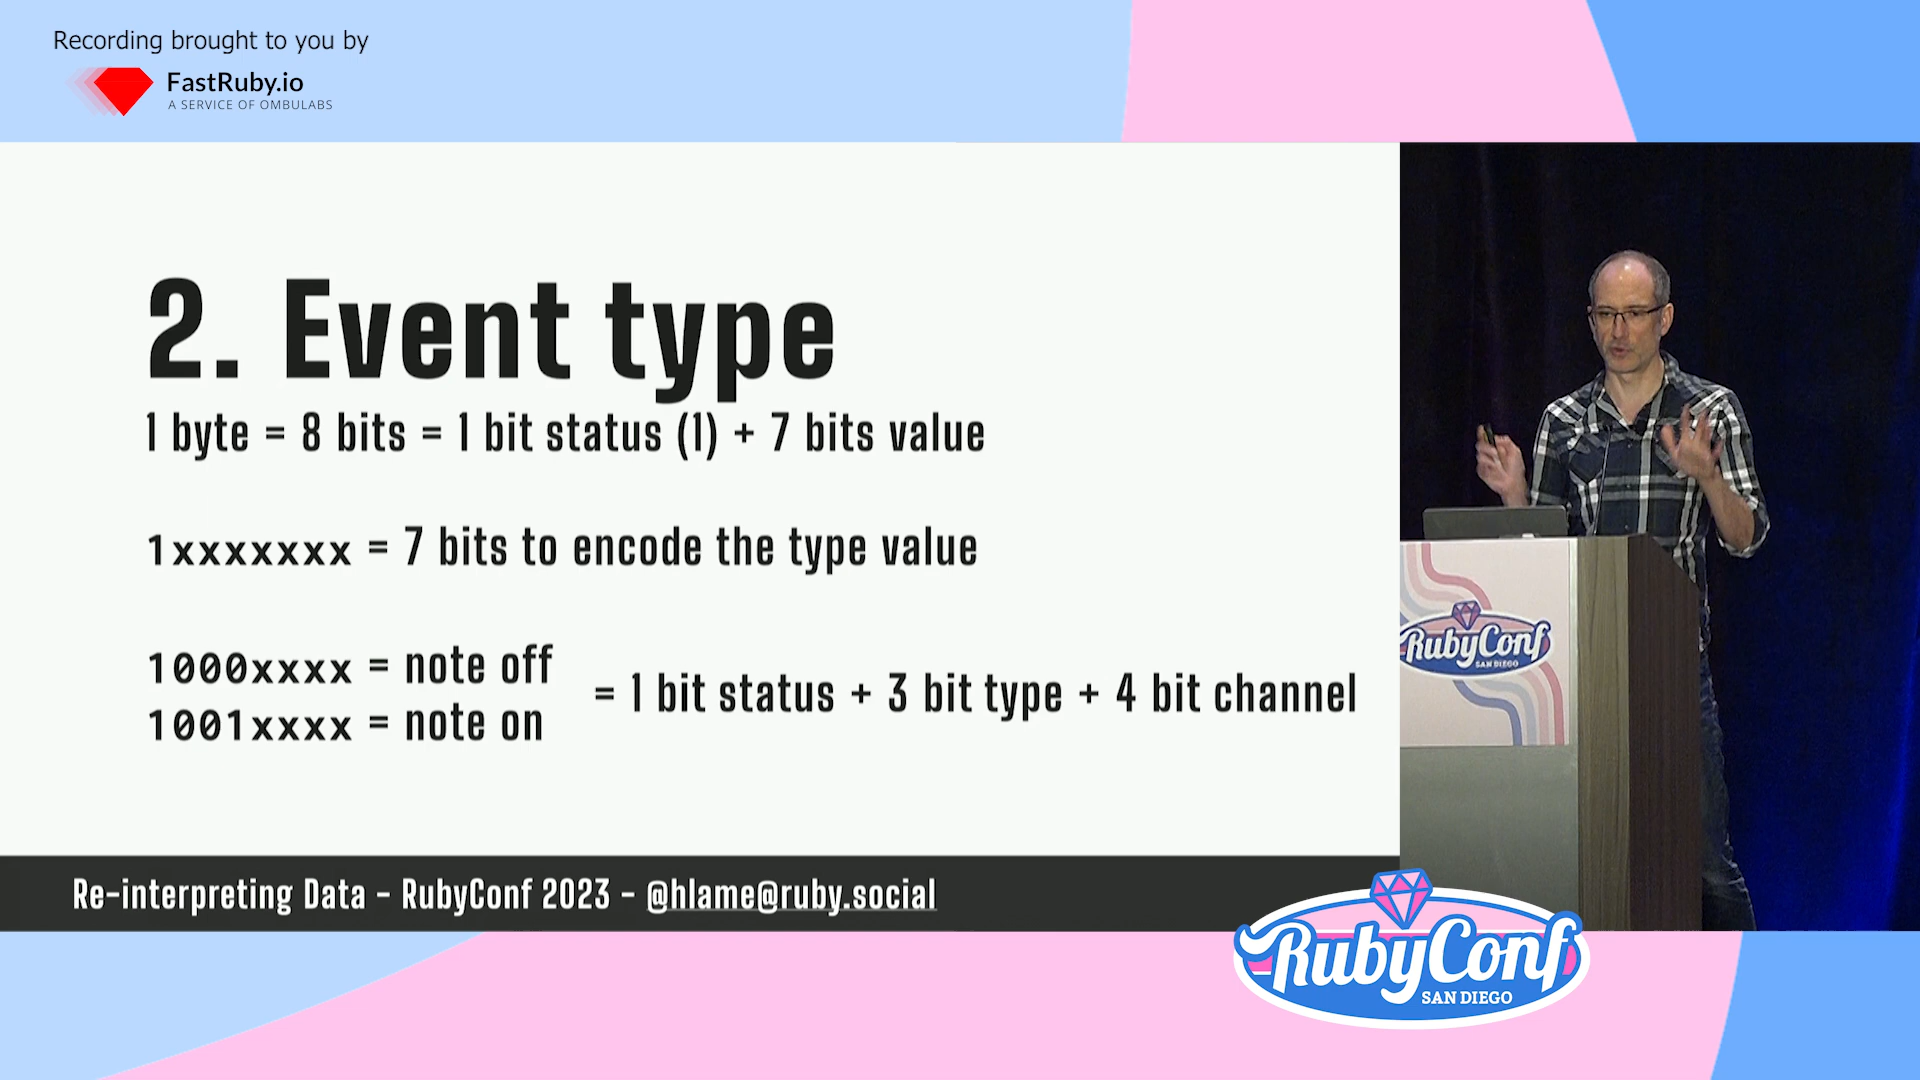 Recording brought to you by
FastRuby.io
A SERVICE OF OMBULABS
2. Event type
1 byte = 8 bits = 1 bit status (1) + 7 bits value
1xxxxxxx = 7 bits to encode the type value
1000xxxx = note off
1001xxxx = note on
= 1 bit status + 3 bit type + 4 bit channel
Re-interpreting Data - RubyConf 2023 - @hlame@ruby.social
RubyConf
SAN DIEGO
RubyConf
SAN DIEGO